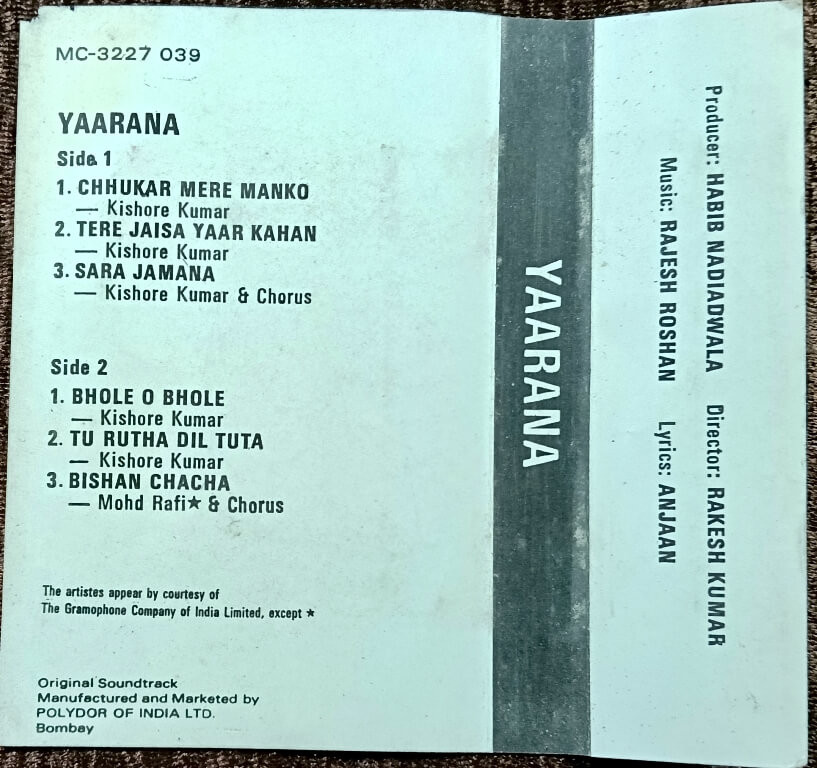 MC-3227 039
YAARANA
Side 1
1. CHHUKAR MERE MANKO
— Kishore Kumar
2. TERE JAISA YAAR KAHAN
— Kishore Kumar
3. SARA JAMANA
— Kishore Kumar & Chorus
Side 2
1. BHOLE O BHOLE
— Kishore Kumar
2. TU RUTHA DIL TUTA
— Kishore Kumar
3. BISHAN CHACHA
— Mohd Rafi★ & Chorus
The artistes appear by courtesy of
The Gramophone Company of India Limited, except ★
Original Soundtrack
Manufactured and Marketed by
POLYDOR OF INDIA LTD.
Bombay
YAARANA
Producer: HABIB NADIADWALA Director: RAKESH KUMAR
Music: RAJESH ROSHAN Lyrics: ANJAAN